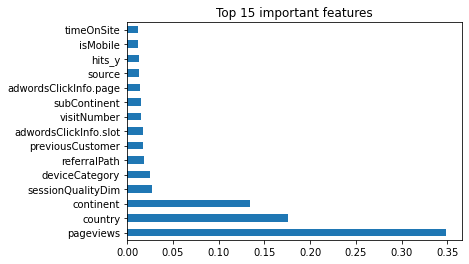 Top 15 important features
timeOnSite
isMobile
hits_y
source
adwordsClickInfo.page
subContinent
visitNumber
adwordsClickInfo.slot
previousCustomer
referralPath
deviceCategory
sessionQualityDim
continent
country
pageviews
0.00 0.05 0.10 0.15 0.20 0.25 0.30 0.35